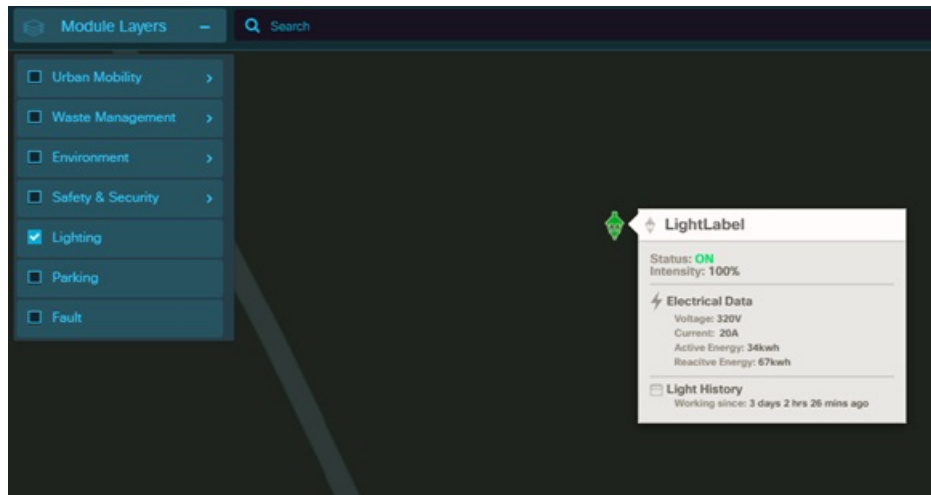 Module Layers
Search
Urban Mobility
Waste Management
Environment
Safety & Security
Lighting
Parking
Fault
LightLabel
Status: ON
Intensity: 100%
Electrical Data
Voltage: 320V
Current: 20A
Active Energy: 34kwh
Reacitve Energy: 67kwh
Light History
Working since: 3 days 2 hrs 26 mins ago